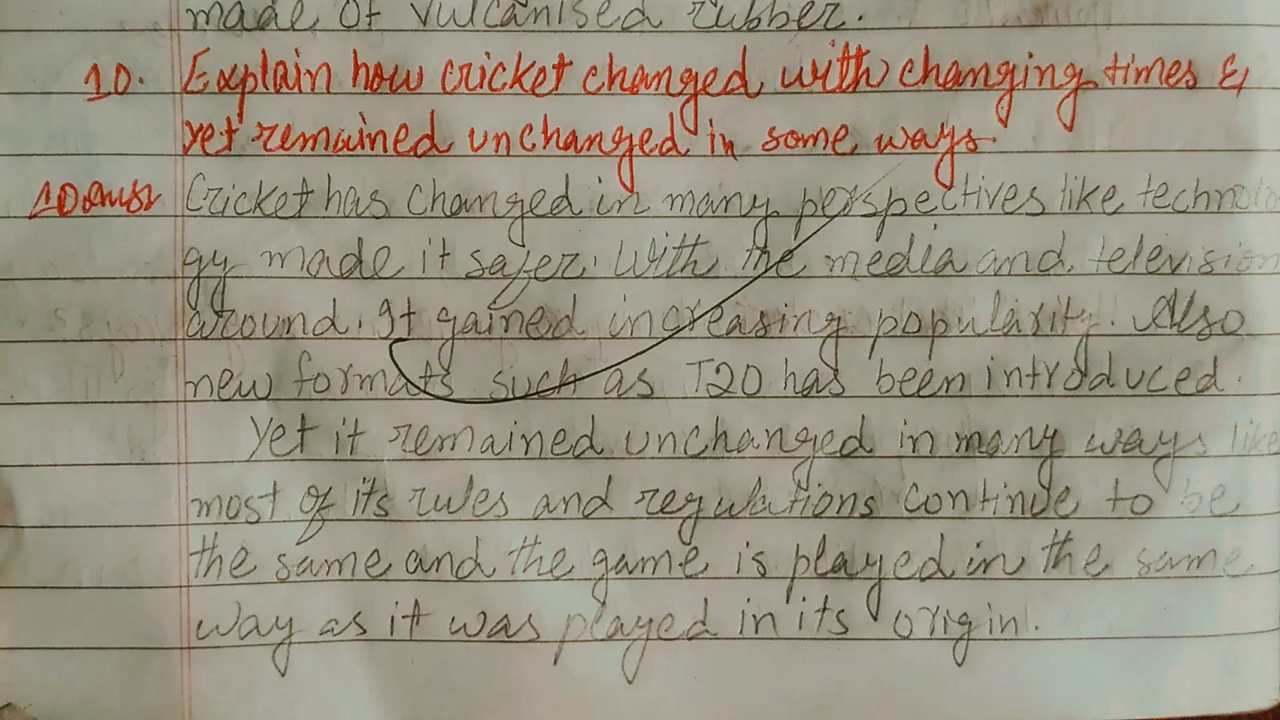 made of vulcanised rubber.
10. Explain how cricket changed with changing times &
yet remained unchanged in some ways.
10 Ans: Cricket has changed in many perspectives like technolo
gy made it safer. With the media and television
around. It gained increasing popularity. Also
new formats such as T20 has been introduced.
Yet it remained unchanged in many ways like
most of its rules and regulations continue to be
the same and the game is played in the same
way as it was played in its origin.